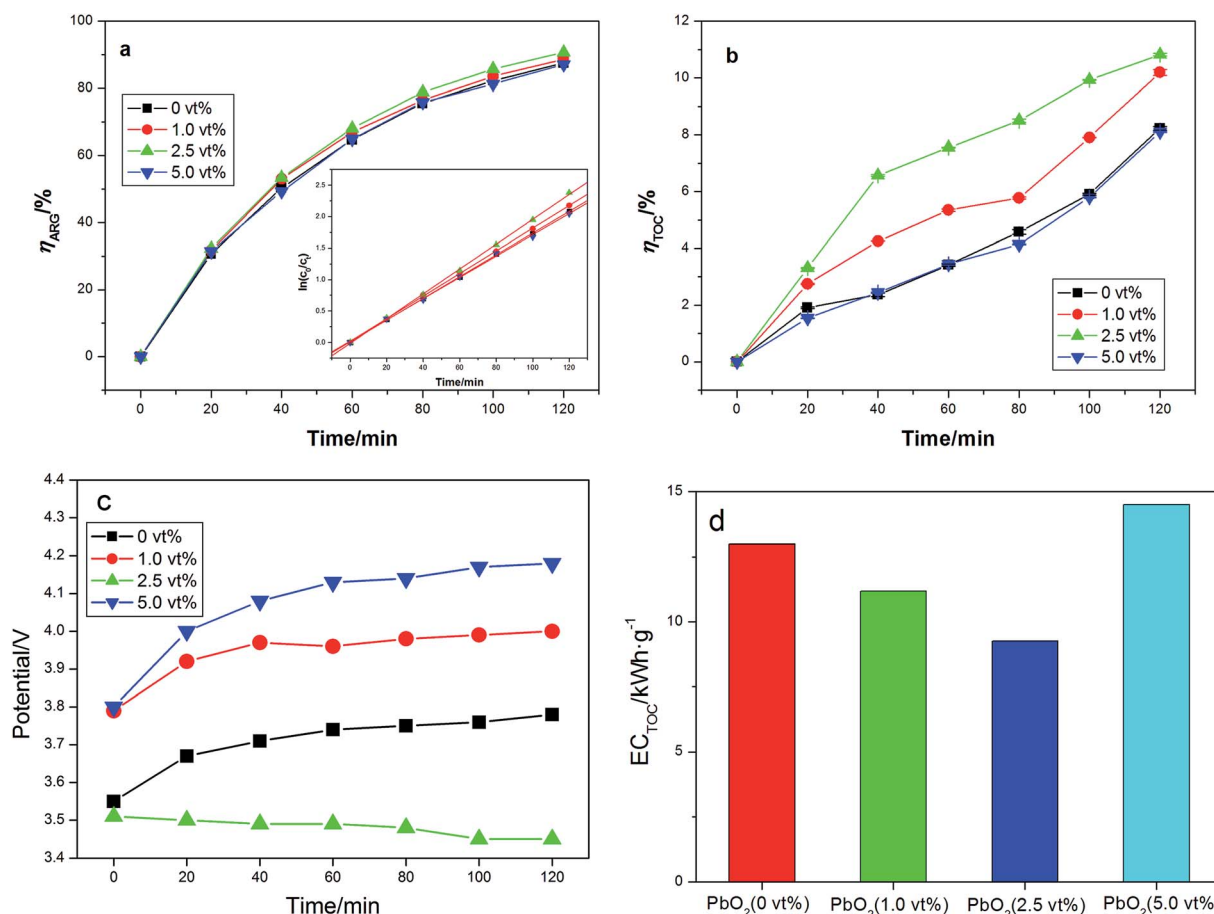 a
100
80
60
40
20
0
η_ARG/%
0 vt%
1.0 vt%
2.5 vt%
5.0 vt%
2.5
2.0
1.5
1.0
0.5
0.0
ln(c₀/cₜ)
0 20 40 60 80 100 120
Time/min
0 20 40 60 80 100 120
Time/min
b
12
10
8
6
4
2
0
η_TOC/%
0 vt%
1.0 vt%
2.5 vt%
5.0 vt%
0 20 40 60 80 100 120
Time/min
c
4.4
4.3
4.2
4.1
4.0
3.9
3.8
3.7
3.6
3.5
3.4
Potential/V
0 vt%
1.0 vt%
2.5 vt%
5.0 vt%
0 20 40 60 80 100 120
Time/min
d
15
10
5
0
EC_TOC/kWh·g⁻¹
PbO₂(0 vt%) PbO₂(1.0 vt%) PbO₂(2.5 vt%) PbO₂(5.0 vt%